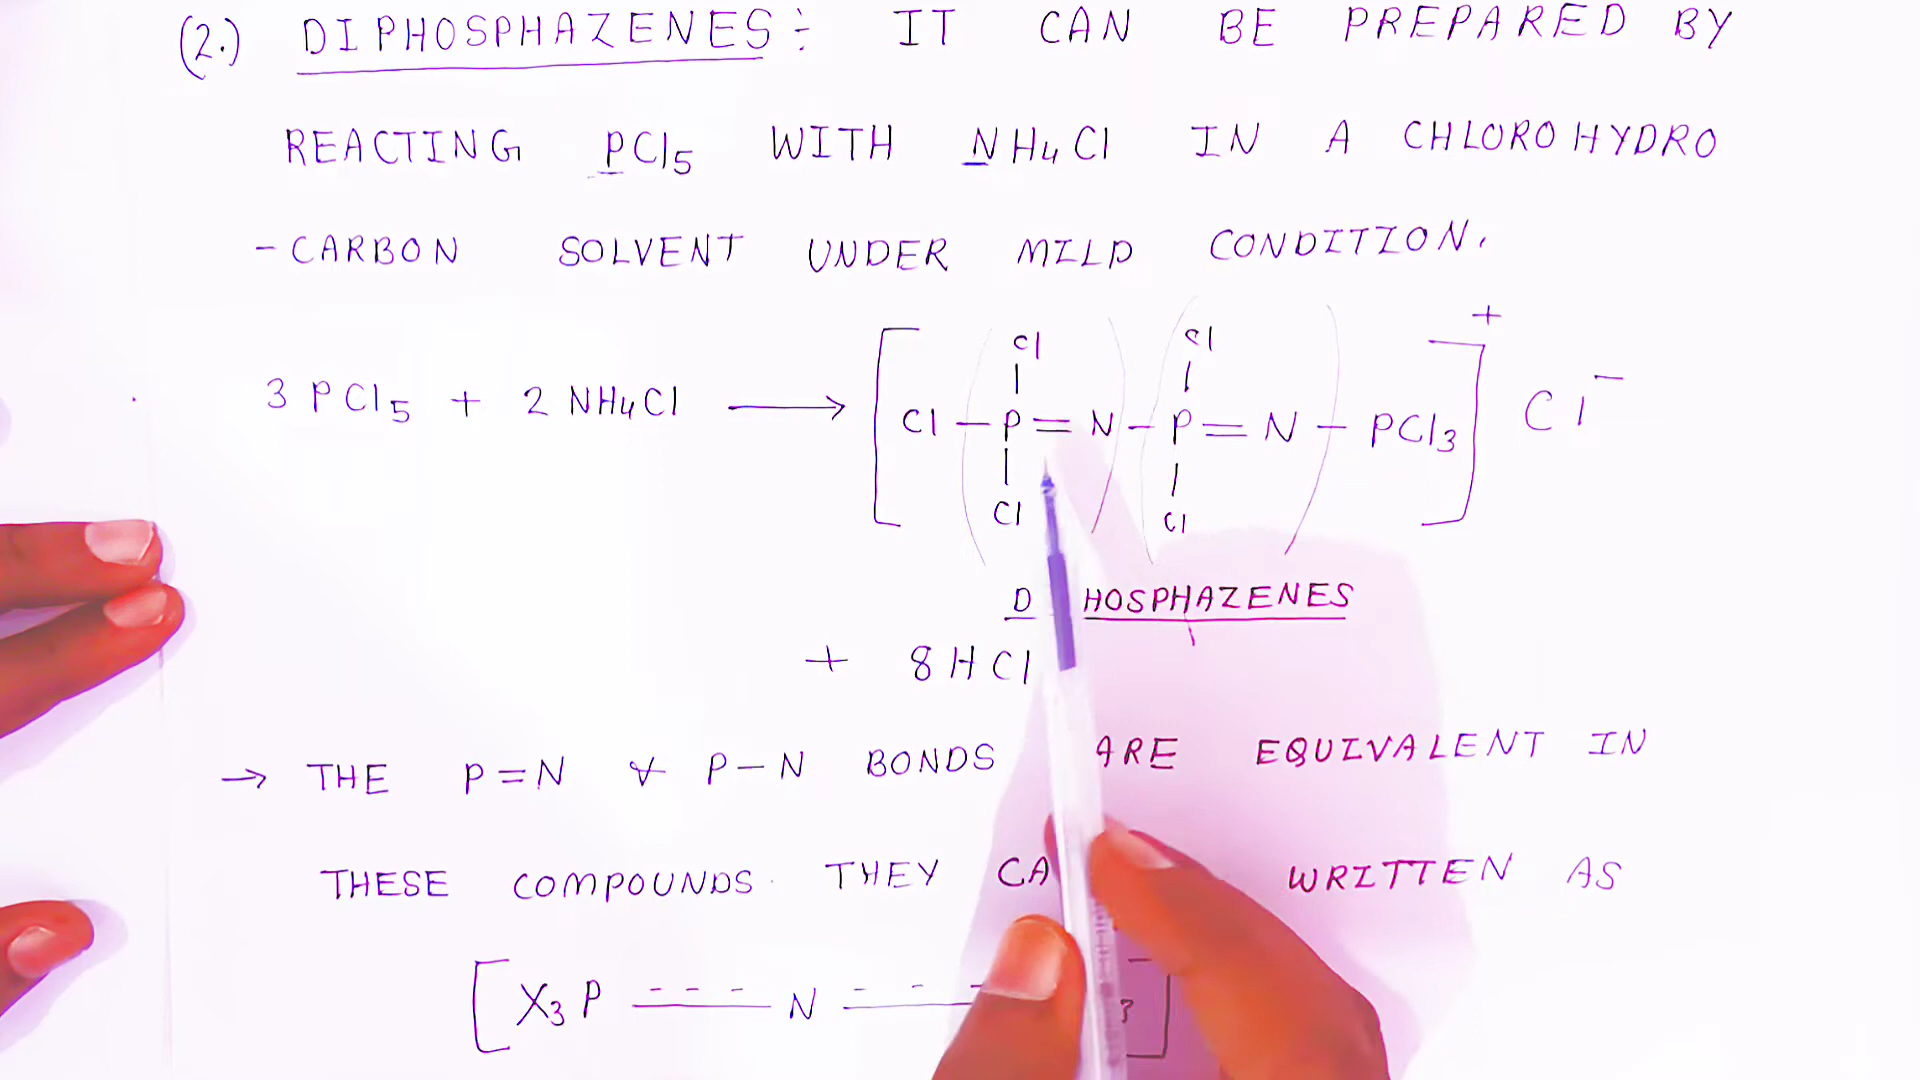 (2.) DIPHOSPHAZENES :- IT CAN BE PREPARED BY
REACTING PCl5 WITH NH4Cl IN A CHLOROHYDRO
-CARBON SOLVENT UNDER MILD CONDITION.
3 PCl5 + 2 NH4Cl → [Cl-P(Cl)(Cl)=N-P(Cl)(Cl)=N-PCl3]+ Cl-
D HOSPHAZENES
+ 8HCl
→ THE P=N & P-N BONDS ARE EQUIVALENT IN
THESE COMPOUNDS. THEY CA WRITTEN AS
[X3P N 3]